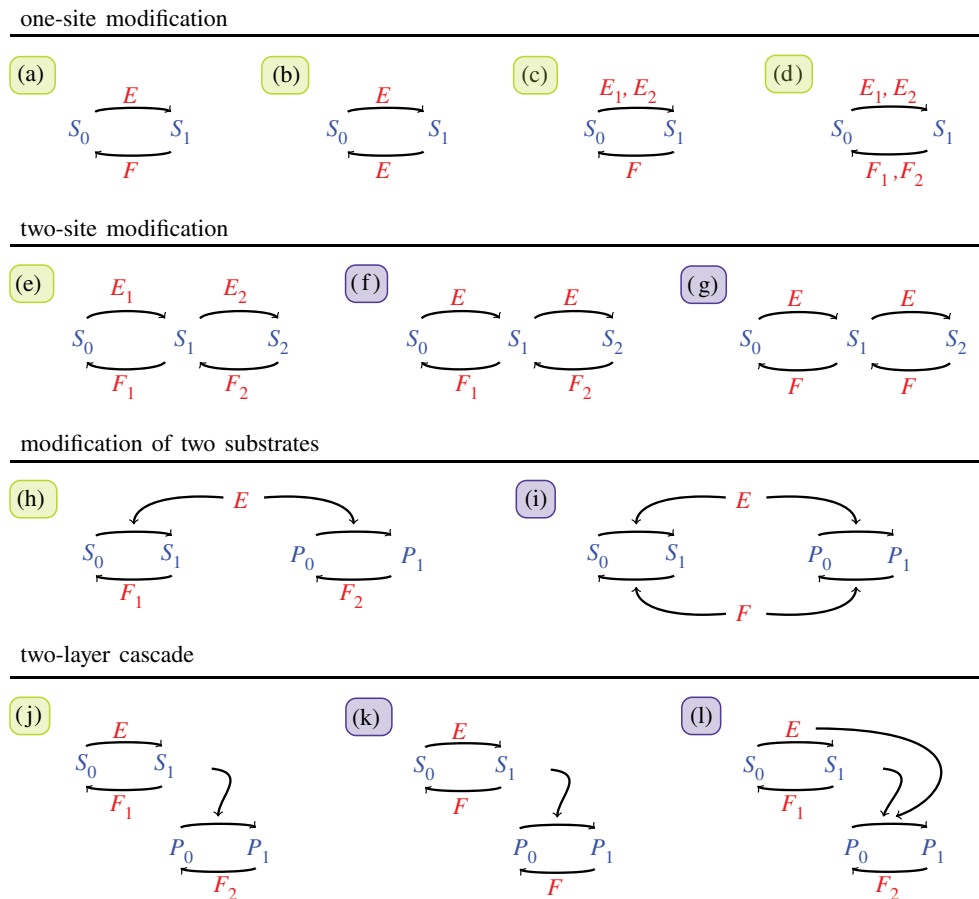 one-site modification
(a) (b) (c) (d)
E E E₁, E₂ E₁, E₂
S₀ S₁ S₀ S₁ S₀ S₁ S₀ S₁
F E F F₁, F₂
two-site modification
(e) (f) (g)
E₁ E₂ E E E E
S₀ S₁ S₂ S₀ S₁ S₂ S₀ S₁ S₂
F₁ F₂ F₁ F₂ F F
modification of two substrates
(h) E (i) E
S₀ S₁ P₀ P₁ S₀ S₁ P₀ P₁
F₁ F₂
F
two-layer cascade
(j) (k) (l)
E E E
S₀ S₁ S₀ S₁ S₀ S₁
F₁ F F₁
P₀ P₁ P₀ P₁ P₀ P₁
F₂ F F₂